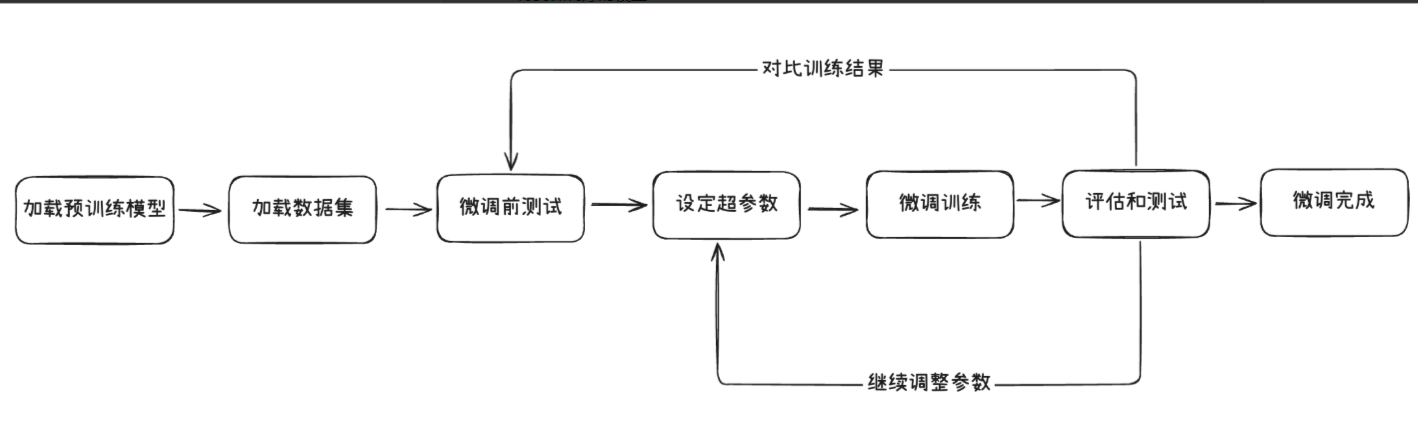 对比训练结果
加载预训练模型
加载数据集
微调前测试
设定超参数
微调训练
评估和测试
微调完成
继续调整参数